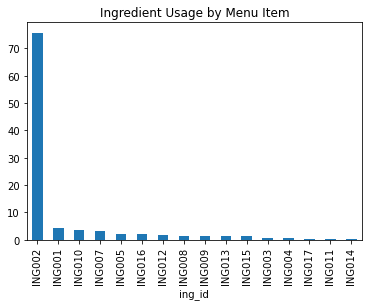 Ingredient Usage by Menu Item
70
60
50
40
30
20
10
0
ING002
ING001
ING010
ING007
ING005
ING016
ING012
ING008
ING009
ING013
ING015
ING003
ING004
ING017
ING011
ING014
ing_id